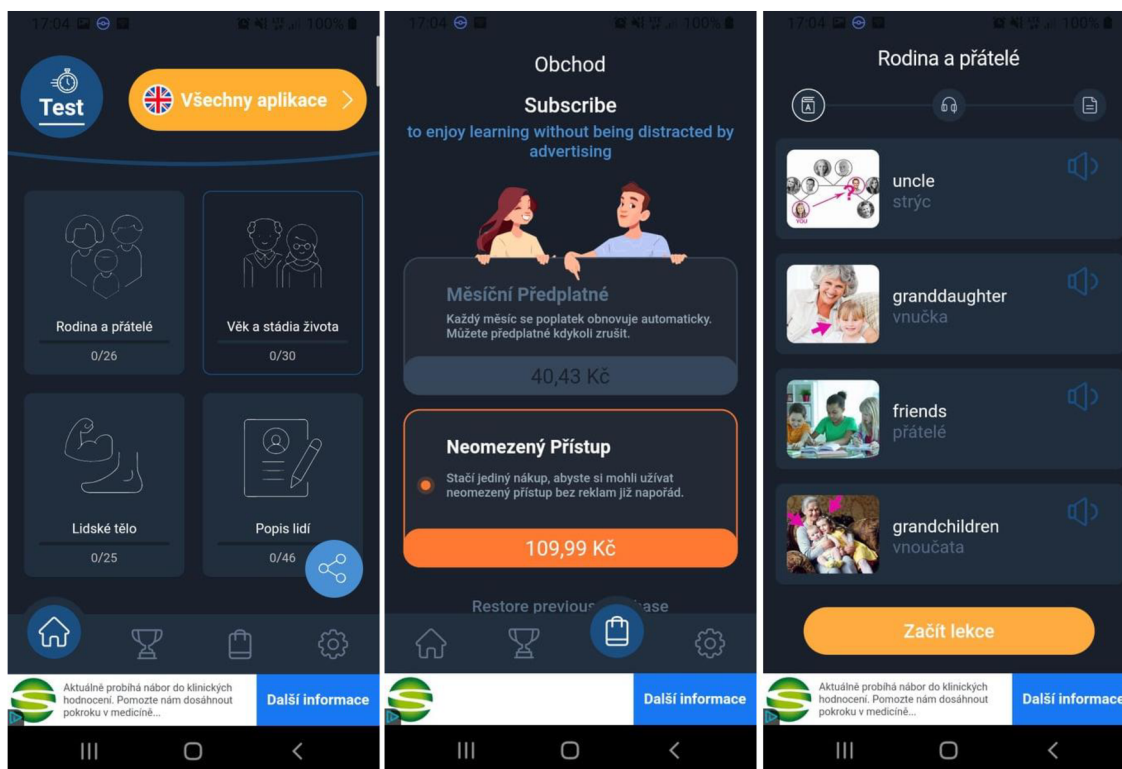 17:04
100%
Test
Všechny aplikace
Rodina a přátelé
0/26
Věk a stádia života
0/30
Lidské tělo
0/25
Popis lidí
0/46
Aktuálně probíhá nábor do klinických
hodnocení. Pomozte nám dosáhnout
pokroku v medicíně...
Další informace
17:04
100%
Obchod
Subscribe
to enjoy learning without being distracted by
advertising
Měsíční Předplatné
Každý měsíc se poplatek obnovuje automaticky.
Můžete předplatné kdykoli zrušit.
40,43 Kč
Neomezený Přístup
Stačí jediný nákup, abyste si mohli užívat
neomezený přístup bez reklam již napořád.
109,99 Kč
Restore previous
Další informace
17:04
100%
Rodina a přátelé
YOU
?
uncle
strýc
granddaughter
vnučka
friends
přátelé
grandchildren
vnoučata
Začít lekce
Aktuálně probíhá nábor do klinických
hodnocení. Pomozte nám dosáhnout
pokroku v medicíně...
Další informace